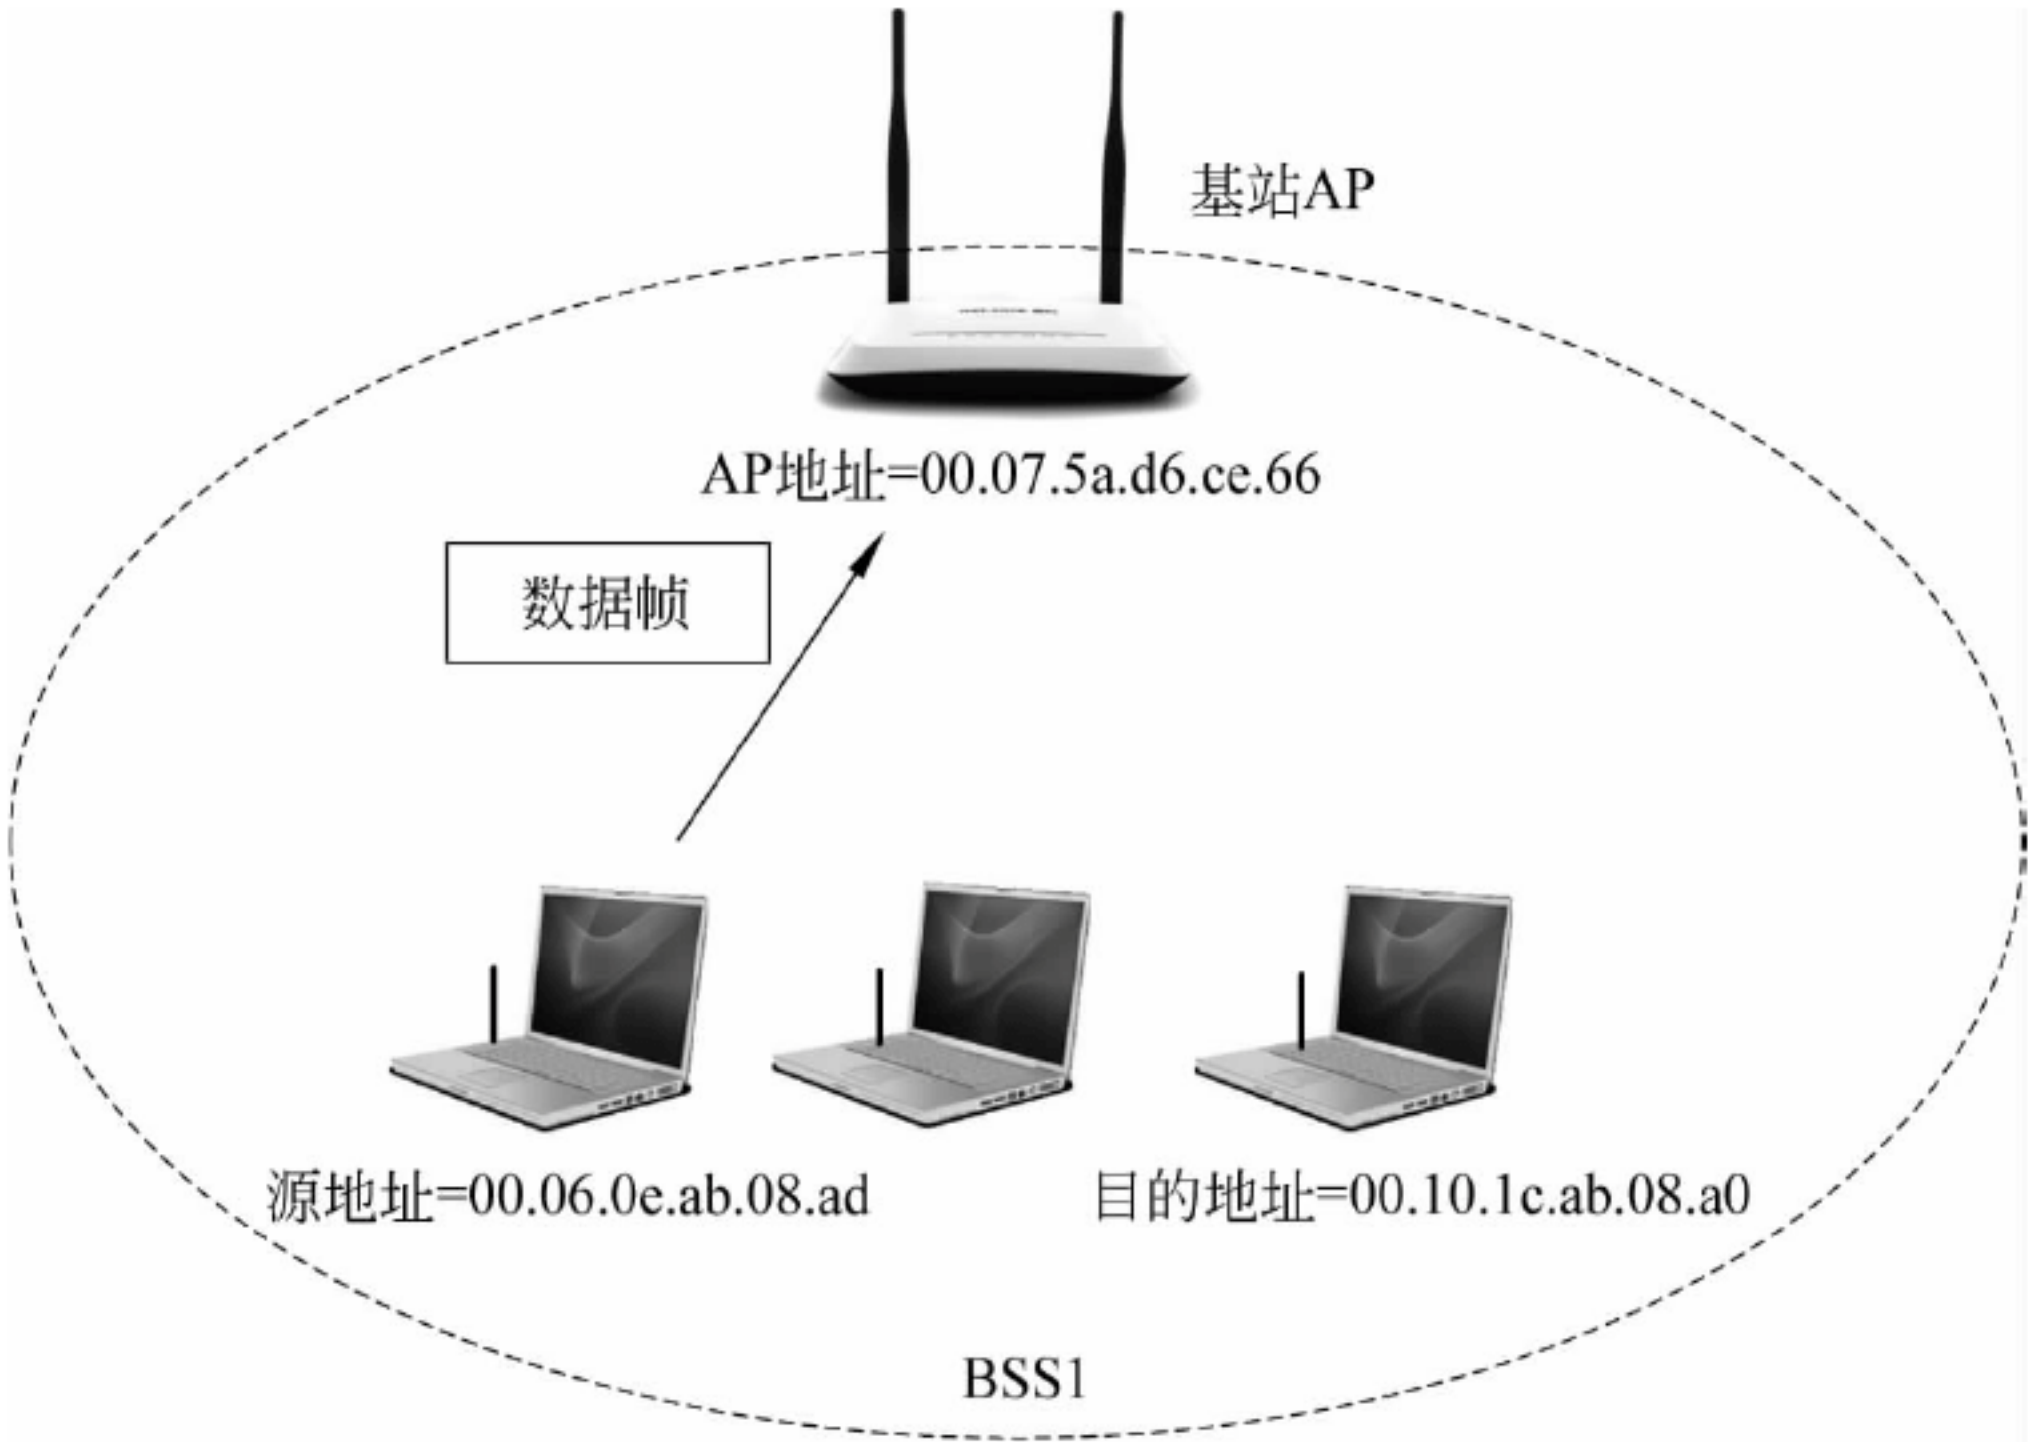 基站AP
AP地址=00.07.5a.d6.ce.66
数据帧
源地址=00.06.0e.ab.08.ad
目的地址=00.10.1c.ab.08.a0
BSS1